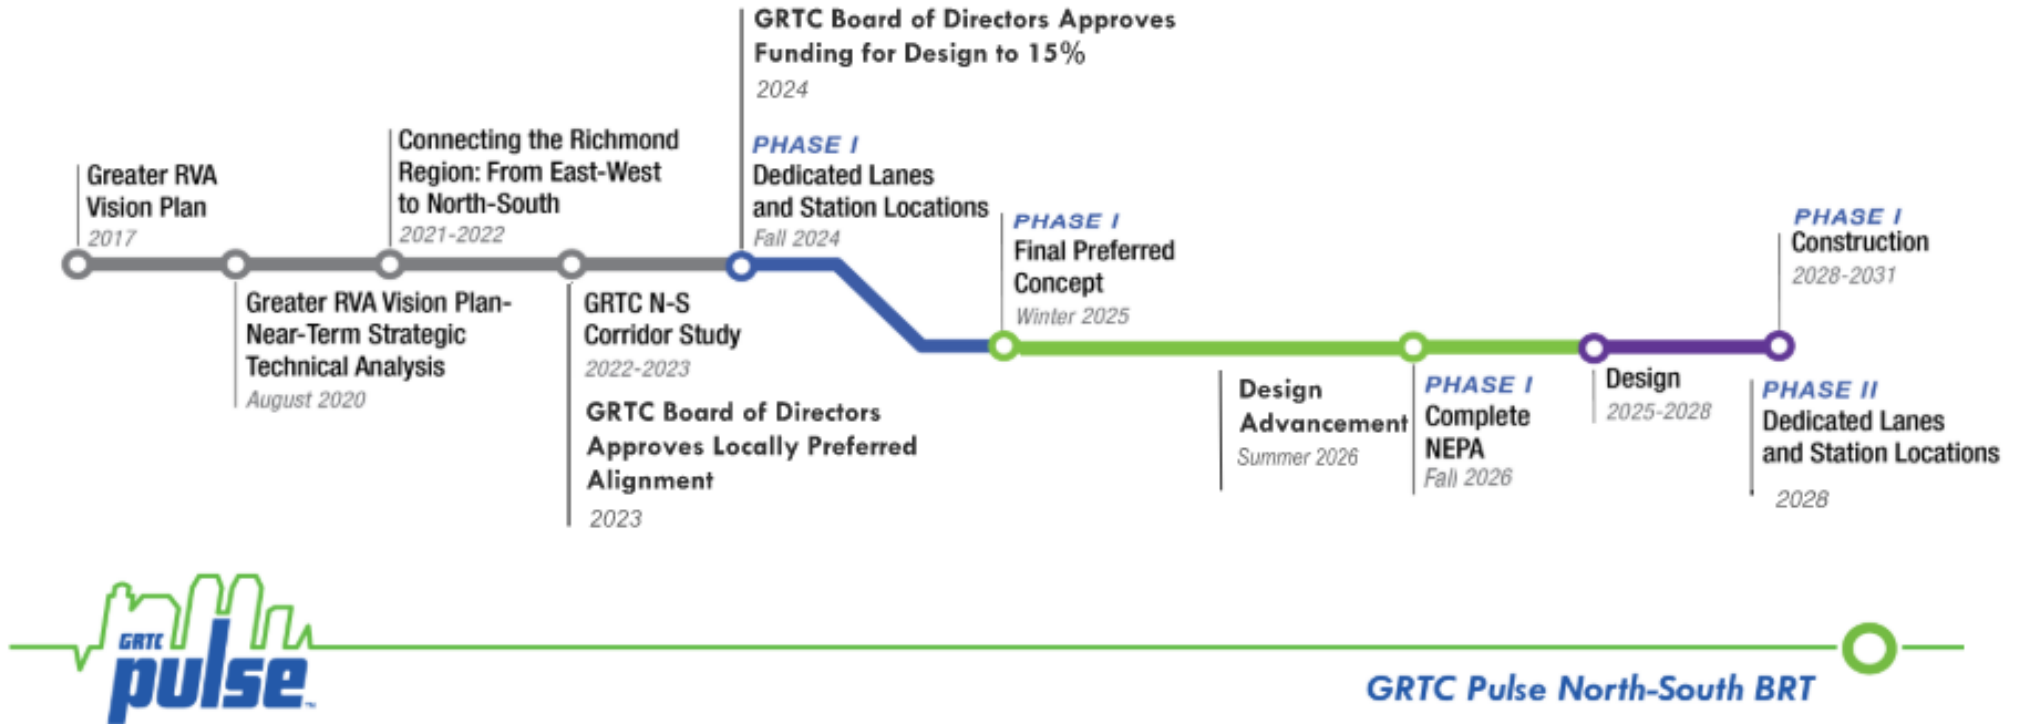 GRTC Board of Directors Approves
Funding for Design to 15%
2024
Greater RVA
Vision Plan
2017
Connecting the Richmond
Region: From East-West
to North-South
2021-2022
PHASE I
Dedicated Lanes
and Station Locations
Fall 2024
PHASE I
Final Preferred
Concept
Winter 2025
PHASE I
Construction
2028-2031
Greater RVA Vision Plan-
Near-Term Strategic
Technical Analysis
August 2020
GRTC N-S
Corridor Study
2022-2023
GRTC Board of Directors
Approves Locally Preferred
Alignment
2023
Design
Advancement
Summer 2026
PHASE I
Complete
NEPA
Fall 2026
Design
2025-2028
PHASE II
Dedicated Lanes
and Station Locations
2028
GRTC
pulse™
GRTC Pulse North-South BRT